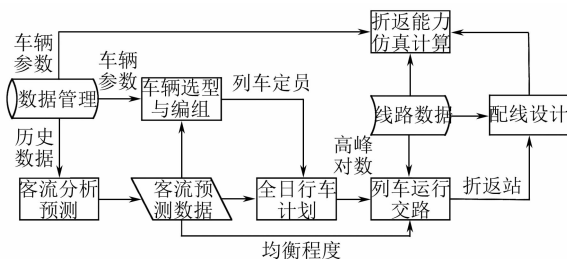 折返能力
仿真计算
车辆
参数
车辆
参数
数据管理
车辆选型
与编组
列车定员
线路数据
配线设计
历史
数据
高峰
对数
客流分析
预测
客流预
测数据
全日行车
计划
列车运行
交路
折返站
均衡程度